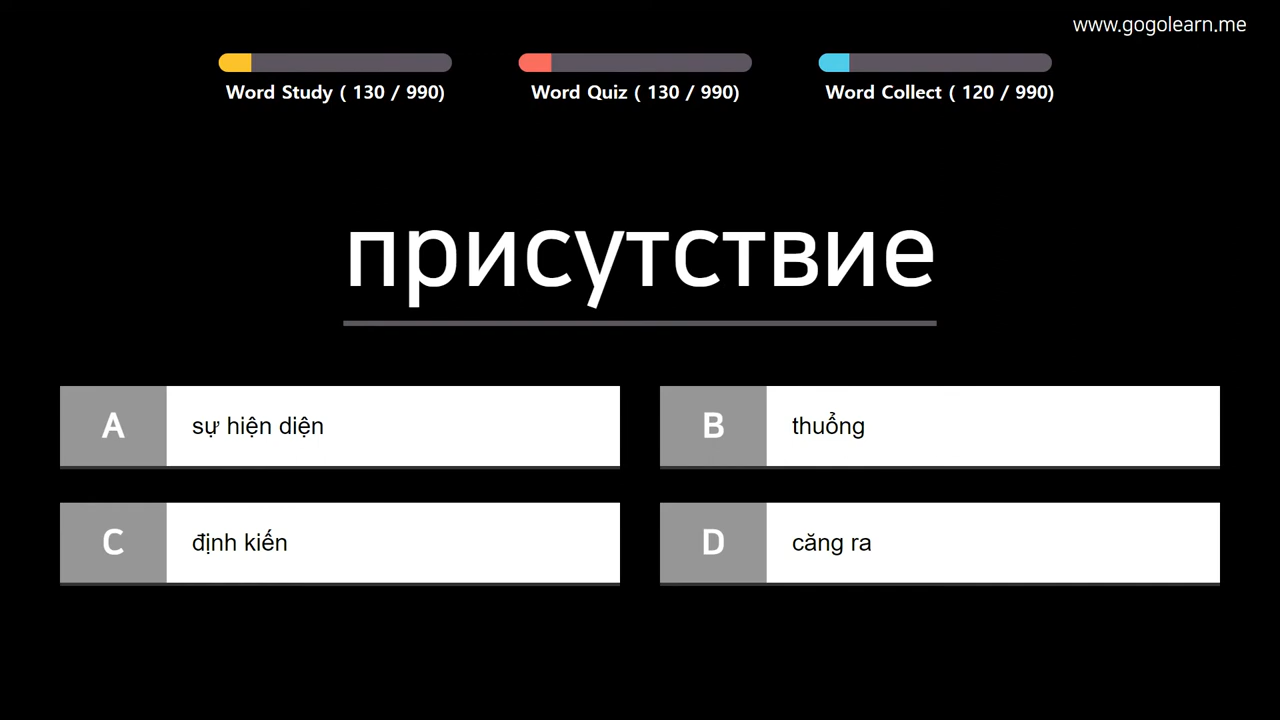 www.gogolearn.me
Word Study ( 130 / 990)
Word Quiz ( 130 / 990)
Word Collect ( 120 / 990)
присутствие
A sự hiện diện
B thuổng
C định kiến
D căng ra